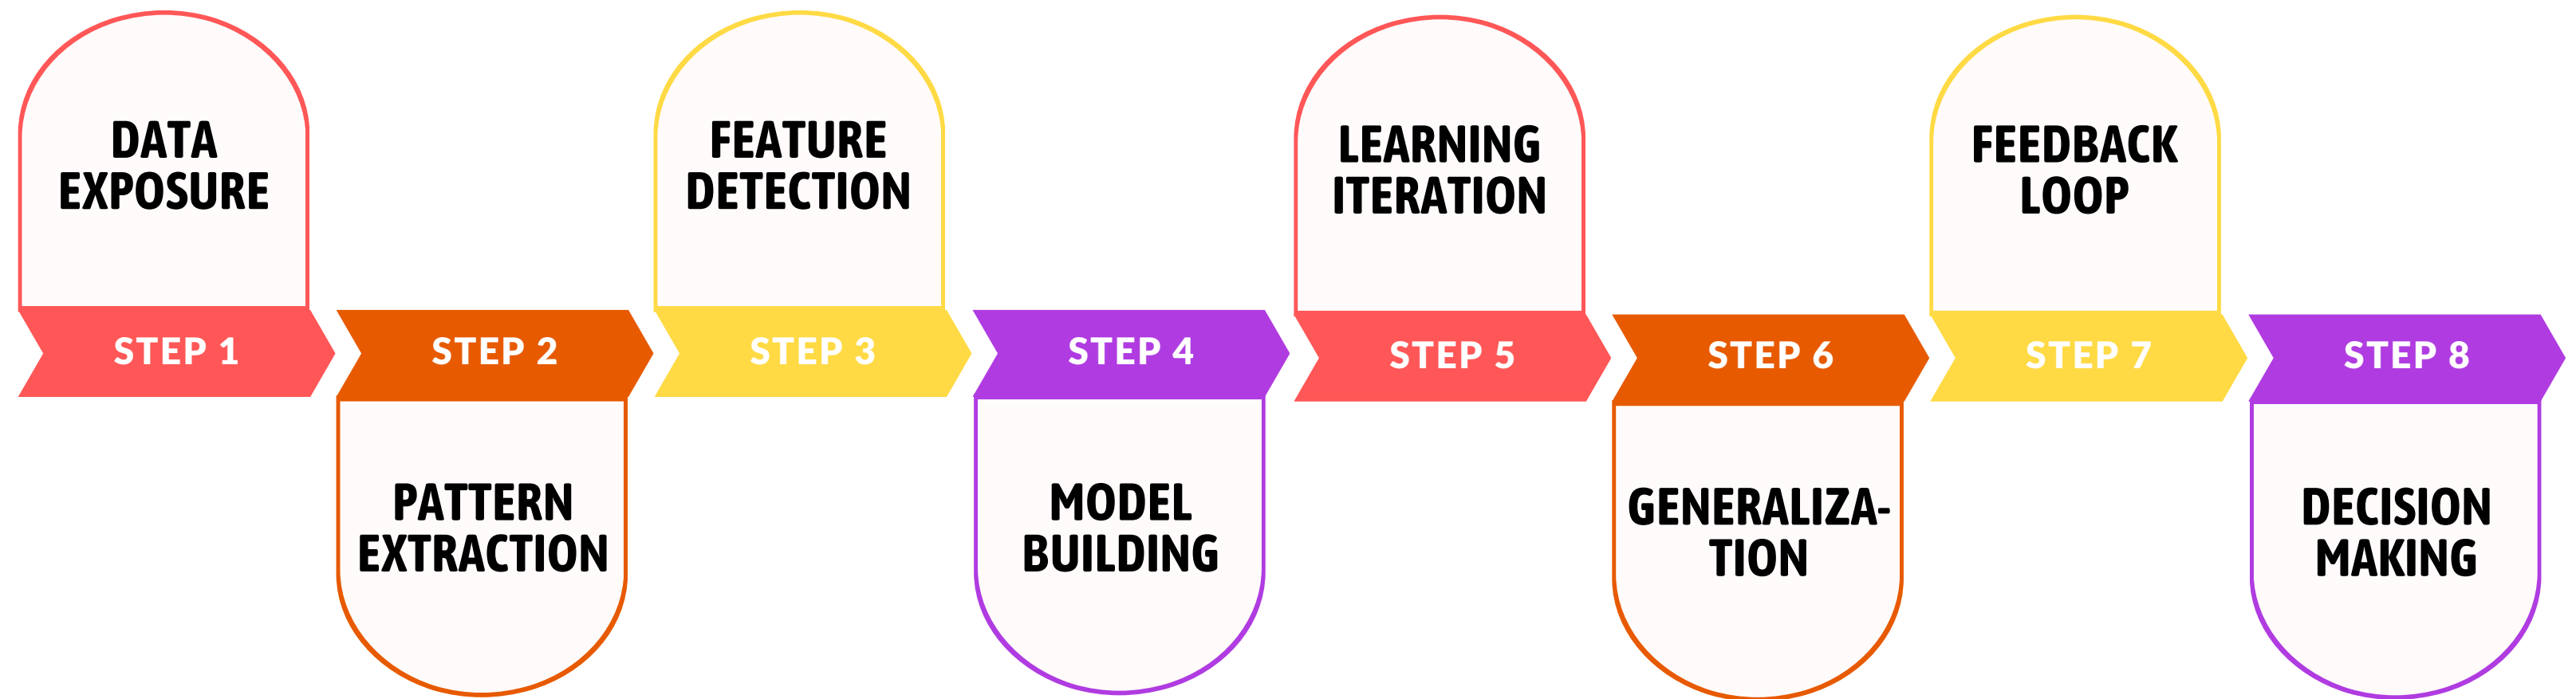 DATA
EXPOSURE
STEP 1
STEP 2
PATTERN
EXTRACTION
FEATURE
DETECTION
STEP 3
STEP 4
MODEL
BUILDING
LEARNING
ITERATION
STEP 5
STEP 6
GENERALIZA-
TION
FEEDBACK
LOOP
STEP 7
STEP 8
DECISION
MAKING